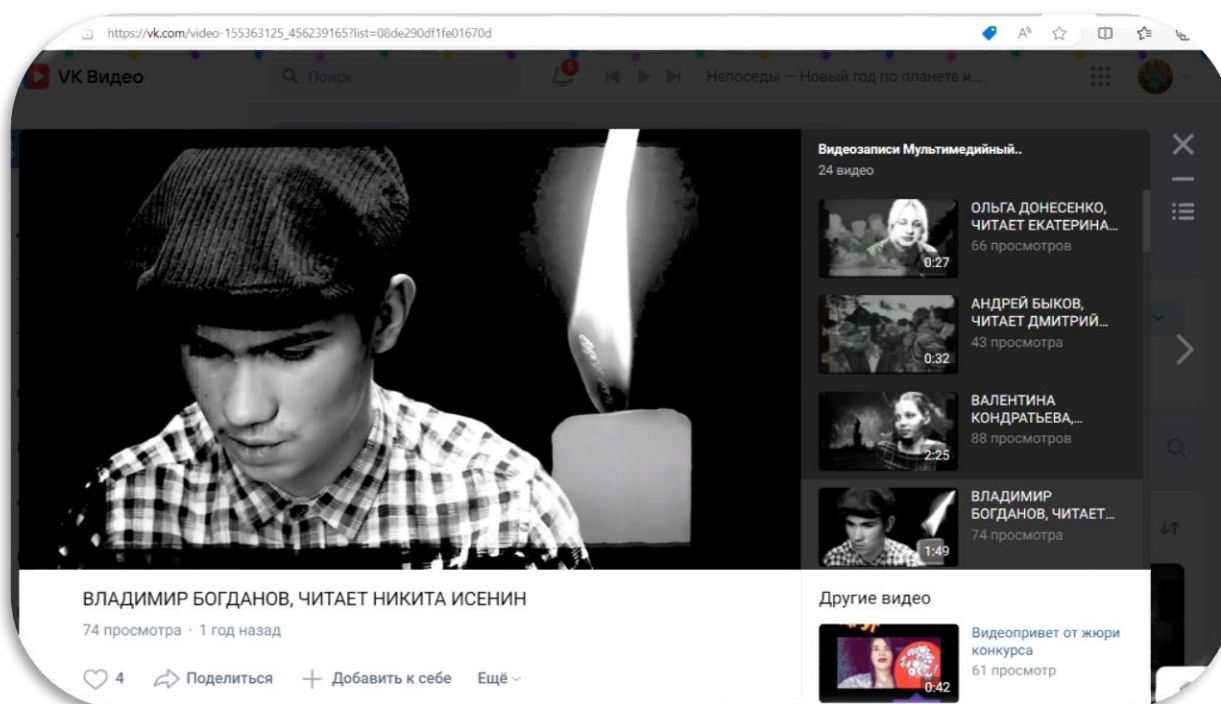 https://vk.com/video-155363125_456239165?list=08de290df1fe01670d
VK Видео
Поиск
5
Непоседы — Новый год по планете и...
Видеозаписи Мультимедийный..
24 видео
ОЛЬГА ДОНЕСЕНКО,
ЧИТАЕТ ЕКАТЕРИНА...
66 просмотров
0:27
АНДРЕЙ БЫКОВ,
ЧИТАЕТ ДМИТРИЙ...
43 просмотра
0:32
ВАЛЕНТИНА
КОНДРАТЬЕВА,...
88 просмотров
2:25
ВЛАДИМИР
БОГДАНОВ, ЧИТАЕТ...
74 просмотра
1:49
ВЛАДИМИР БОГДАНОВ, ЧИТАЕТ НИКИТА ИСЕНИН
74 просмотра · 1 год назад
4 Поделиться Добавить к себе Ещё
Другие видео
Видеопривет от жюри
конкурса
61 просмотр
0:42